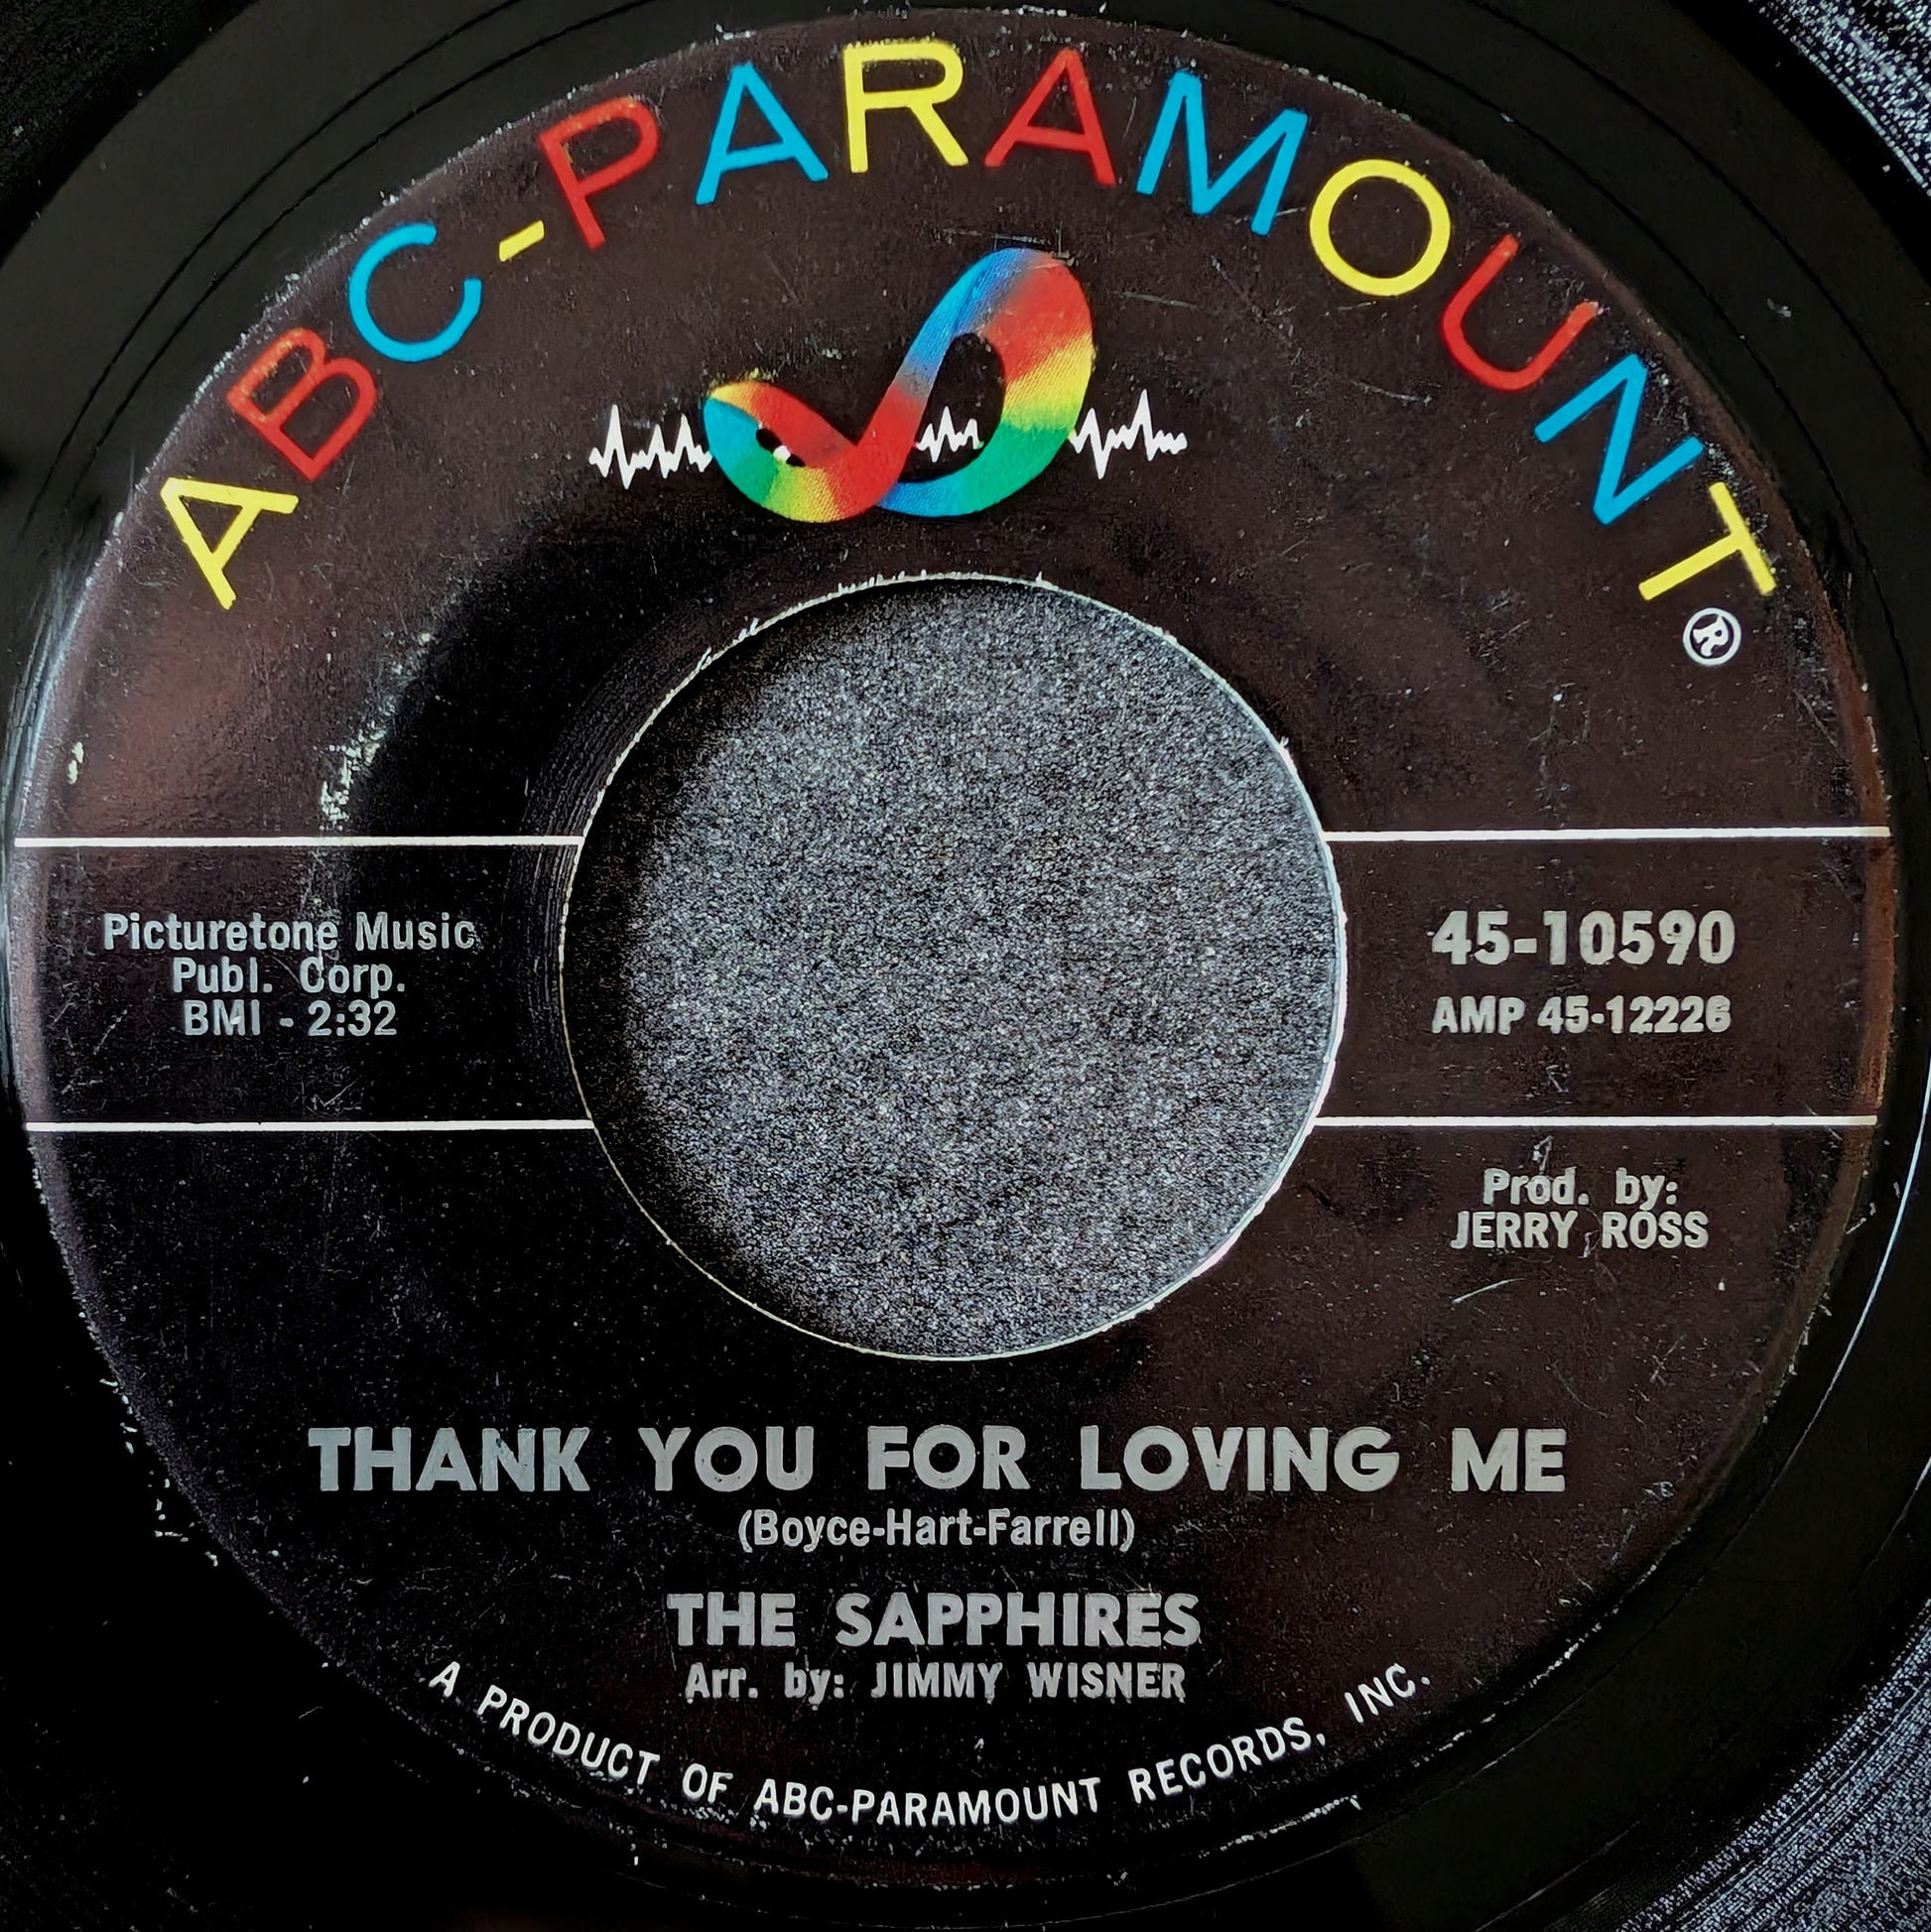 ABC-PARAMOUNT
®
Picturetone Music
Publ. Corp.
BMI - 2:32
45-10590
AMP 45-12226
Prod. by:
JERRY ROSS
THANK YOU FOR LOVING ME
(Boyce-Hart-Farrell)
THE SAPPHIRES
Arr. by: JIMMY WISNER
A PRODUCT OF ABC-PARAMOUNT RECORDS, INC.